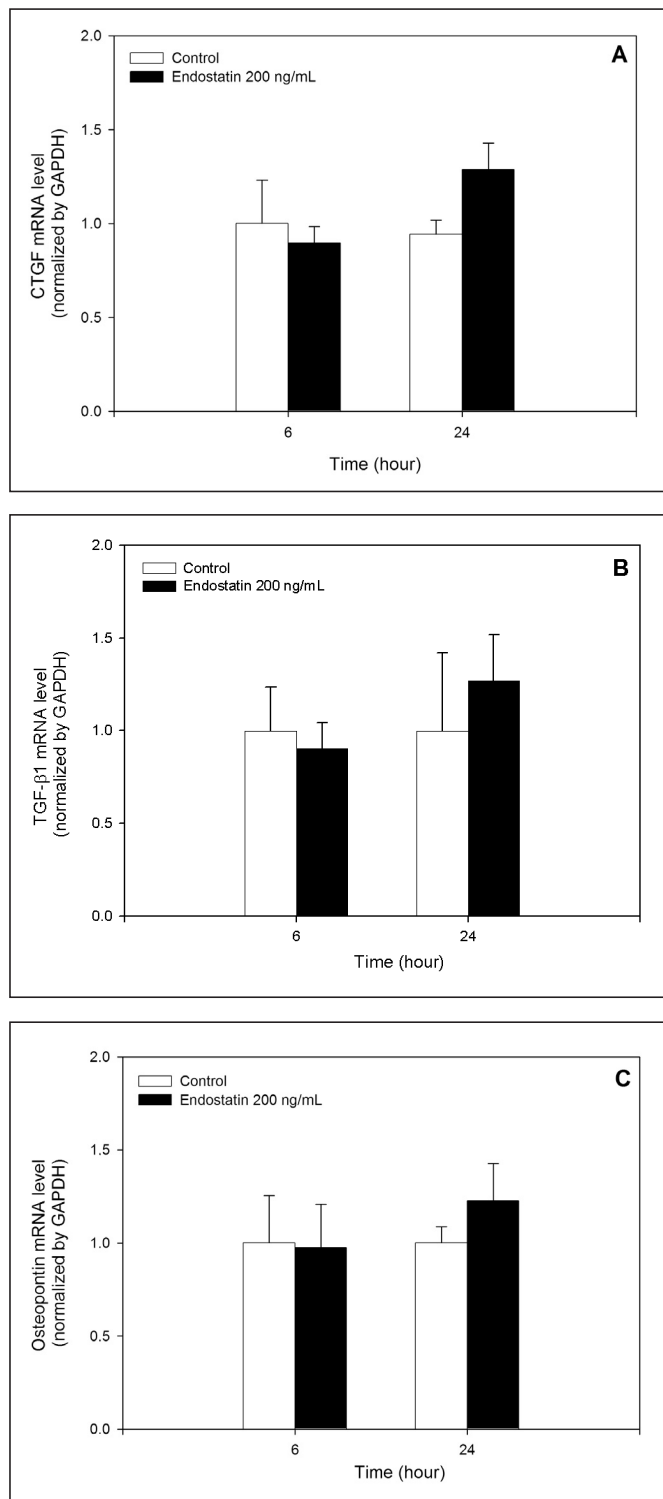 A
Control
Endostatin 200 ng/mL
2.0
1.5
1.0
0.5
0.0
CTGF mRNA level
(normalized by GAPDH)
6
24
Time (hour)
B
Control
Endostatin 200 ng/mL
2.0
1.5
1.0
0.5
0.0
TGF-β1 mRNA level
(normalized by GAPDH)
6
24
Time (hour)
C
Control
Endostatin 200 ng/mL
2.0
1.5
1.0
0.5
0.0
Osteopontin mRNA level
(normalized by GAPDH)
6
24
Time (hour)